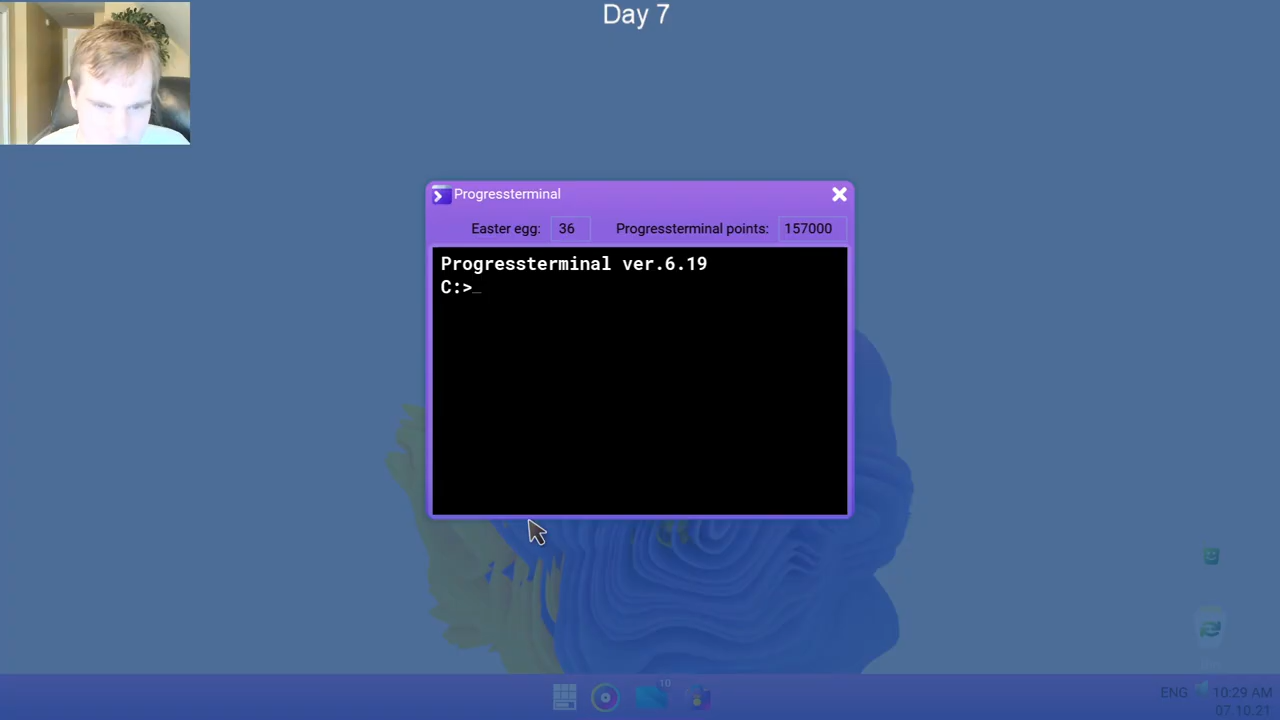 Day 7
Progressterminal
Easter egg: 36 Progressterminal points: 157000
Progressterminal ver.6.19
C:>_
10
ENG 10:29 AM
07.10.21